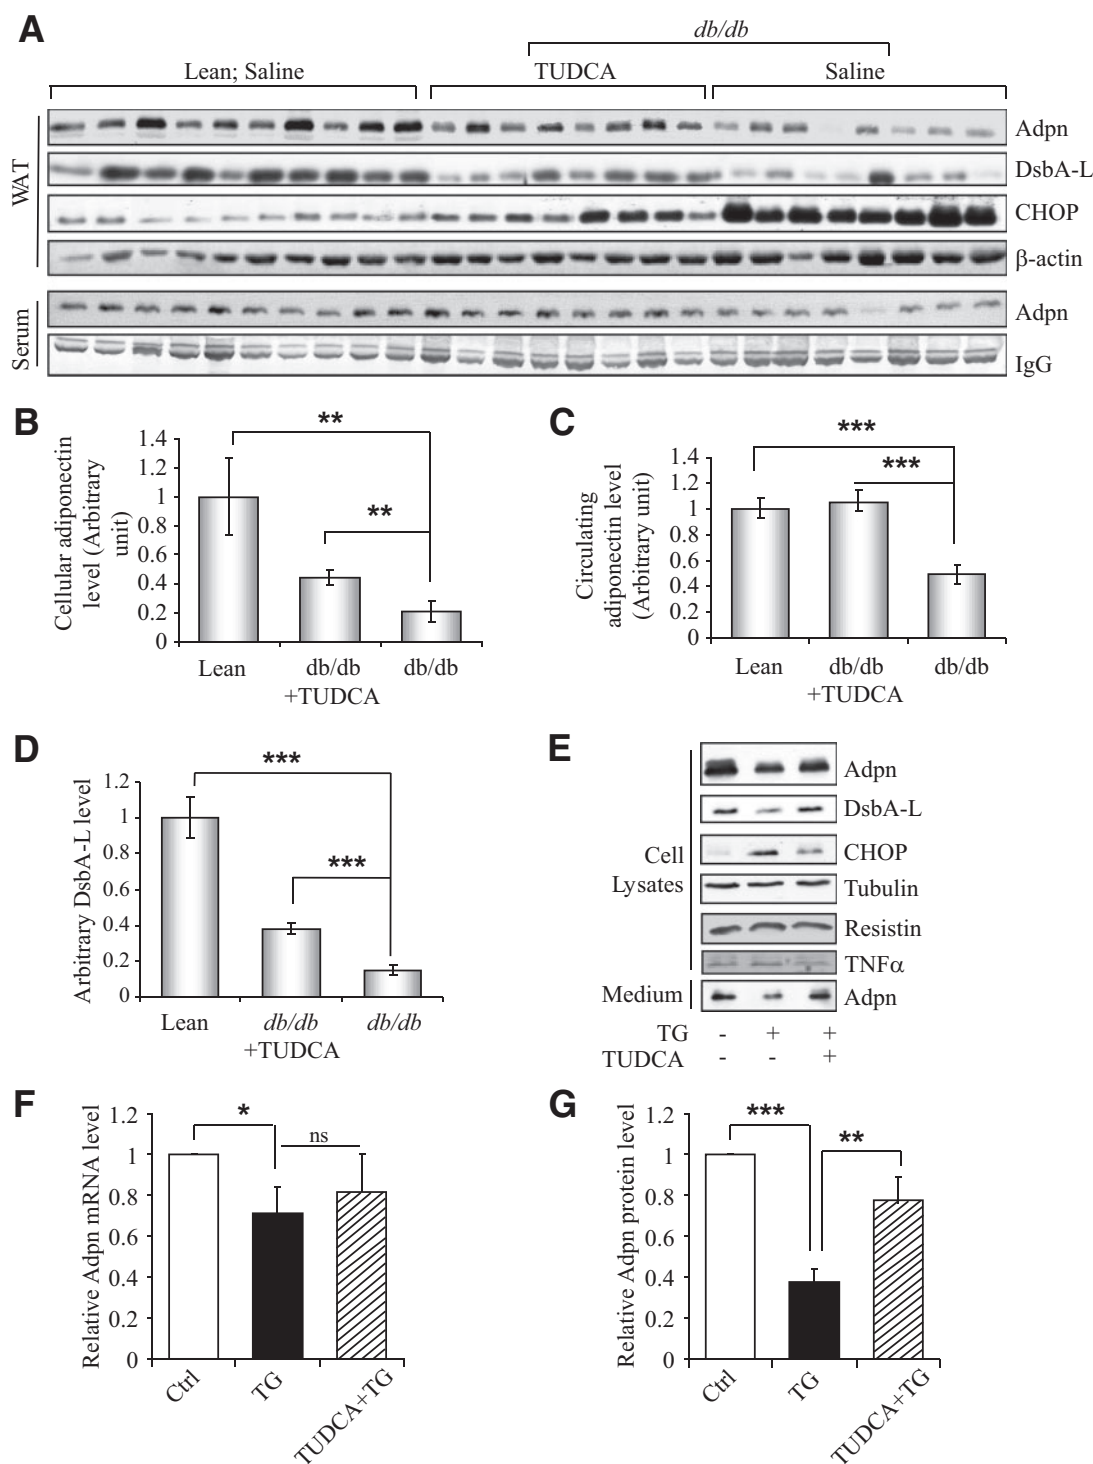 A
db/db
Lean; Saline
TUDCA
Saline
WAT
Adpn
DsbA-L
CHOP
β-actin
Serum
Adpn
IgG
B
Cellular adiponectin
level (Arbitrary
unit)
1.4
1.2
1
0.8
0.6
0.4
0.2
0
**
**
Lean
db/db
+TUDCA
db/db
C
Circulating
adiponectin level
(Arbitrary unit)
1.4
1.2
1
0.8
0.6
0.4
0.2
0
***
***
Lean
db/db
+TUDCA
db/db
D
Arbitrary DsbA-L level
1.2
1
0.8
0.6
0.4
0.2
0
***
***
Lean
db/db
+TUDCA
db/db
E
Cell
Lysates
Adpn
DsbA-L
CHOP
Tubulin
Resistin
TNFα
Medium
Adpn
TG - + +
TUDCA - - +
F
Relative Adpn mRNA level
1.2
1
0.8
0.6
0.4
0.2
0
*
ns
Ctrl
TG
TUDCA+TG
G
Relative Adpn protein level
1.2
1
0.8
0.6
0.4
0.2
0
***
**
Ctrl
TG
TUDCA+TG